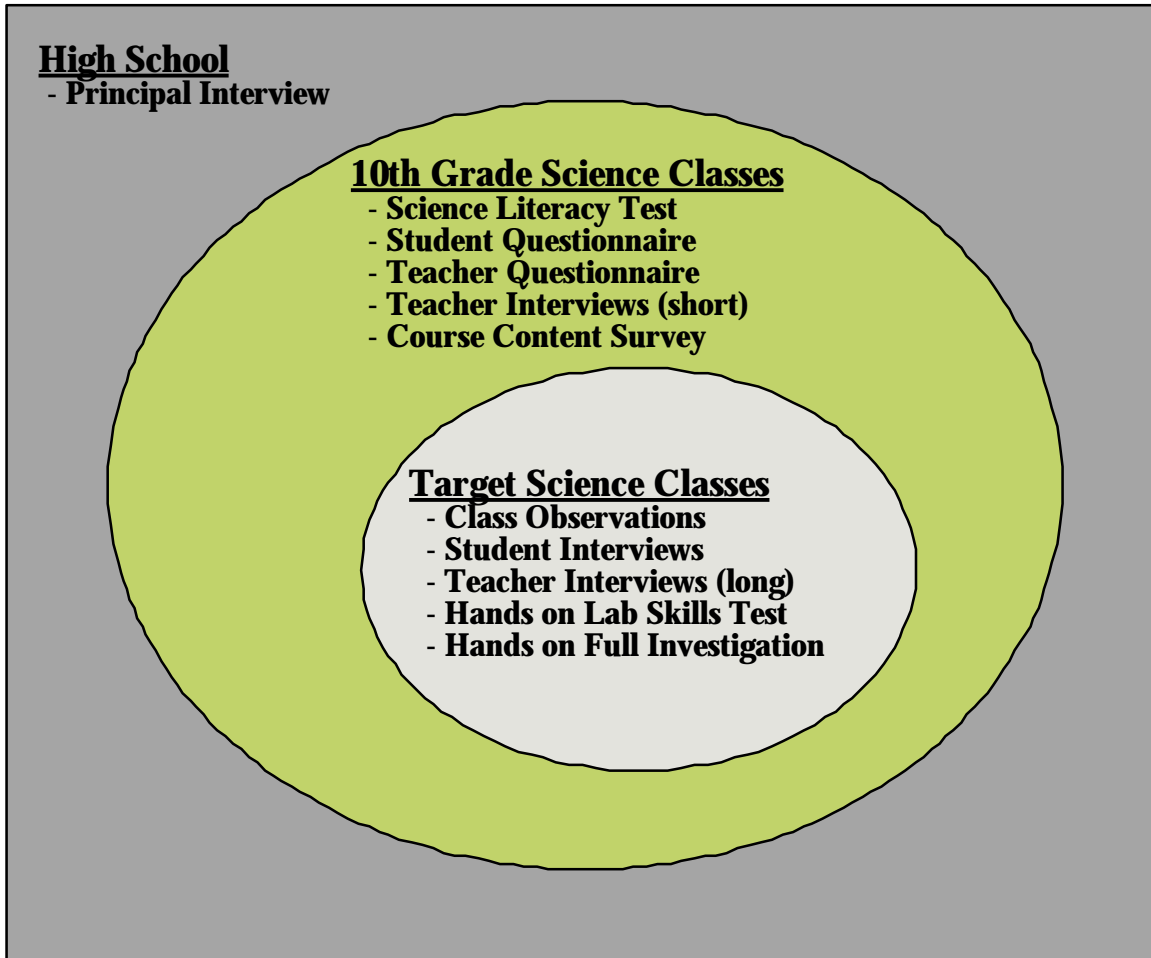 High School
- Principal Interview
10th Grade Science Classes
- Science Literacy Test
- Student Questionnaire
- Teacher Questionnaire
- Teacher Interviews (short)
- Course Content Survey
Target Science Classes
- Class Observations
- Student Interviews
- Teacher Interviews (long)
- Hands on Lab Skills Test
- Hands on Full Investigation